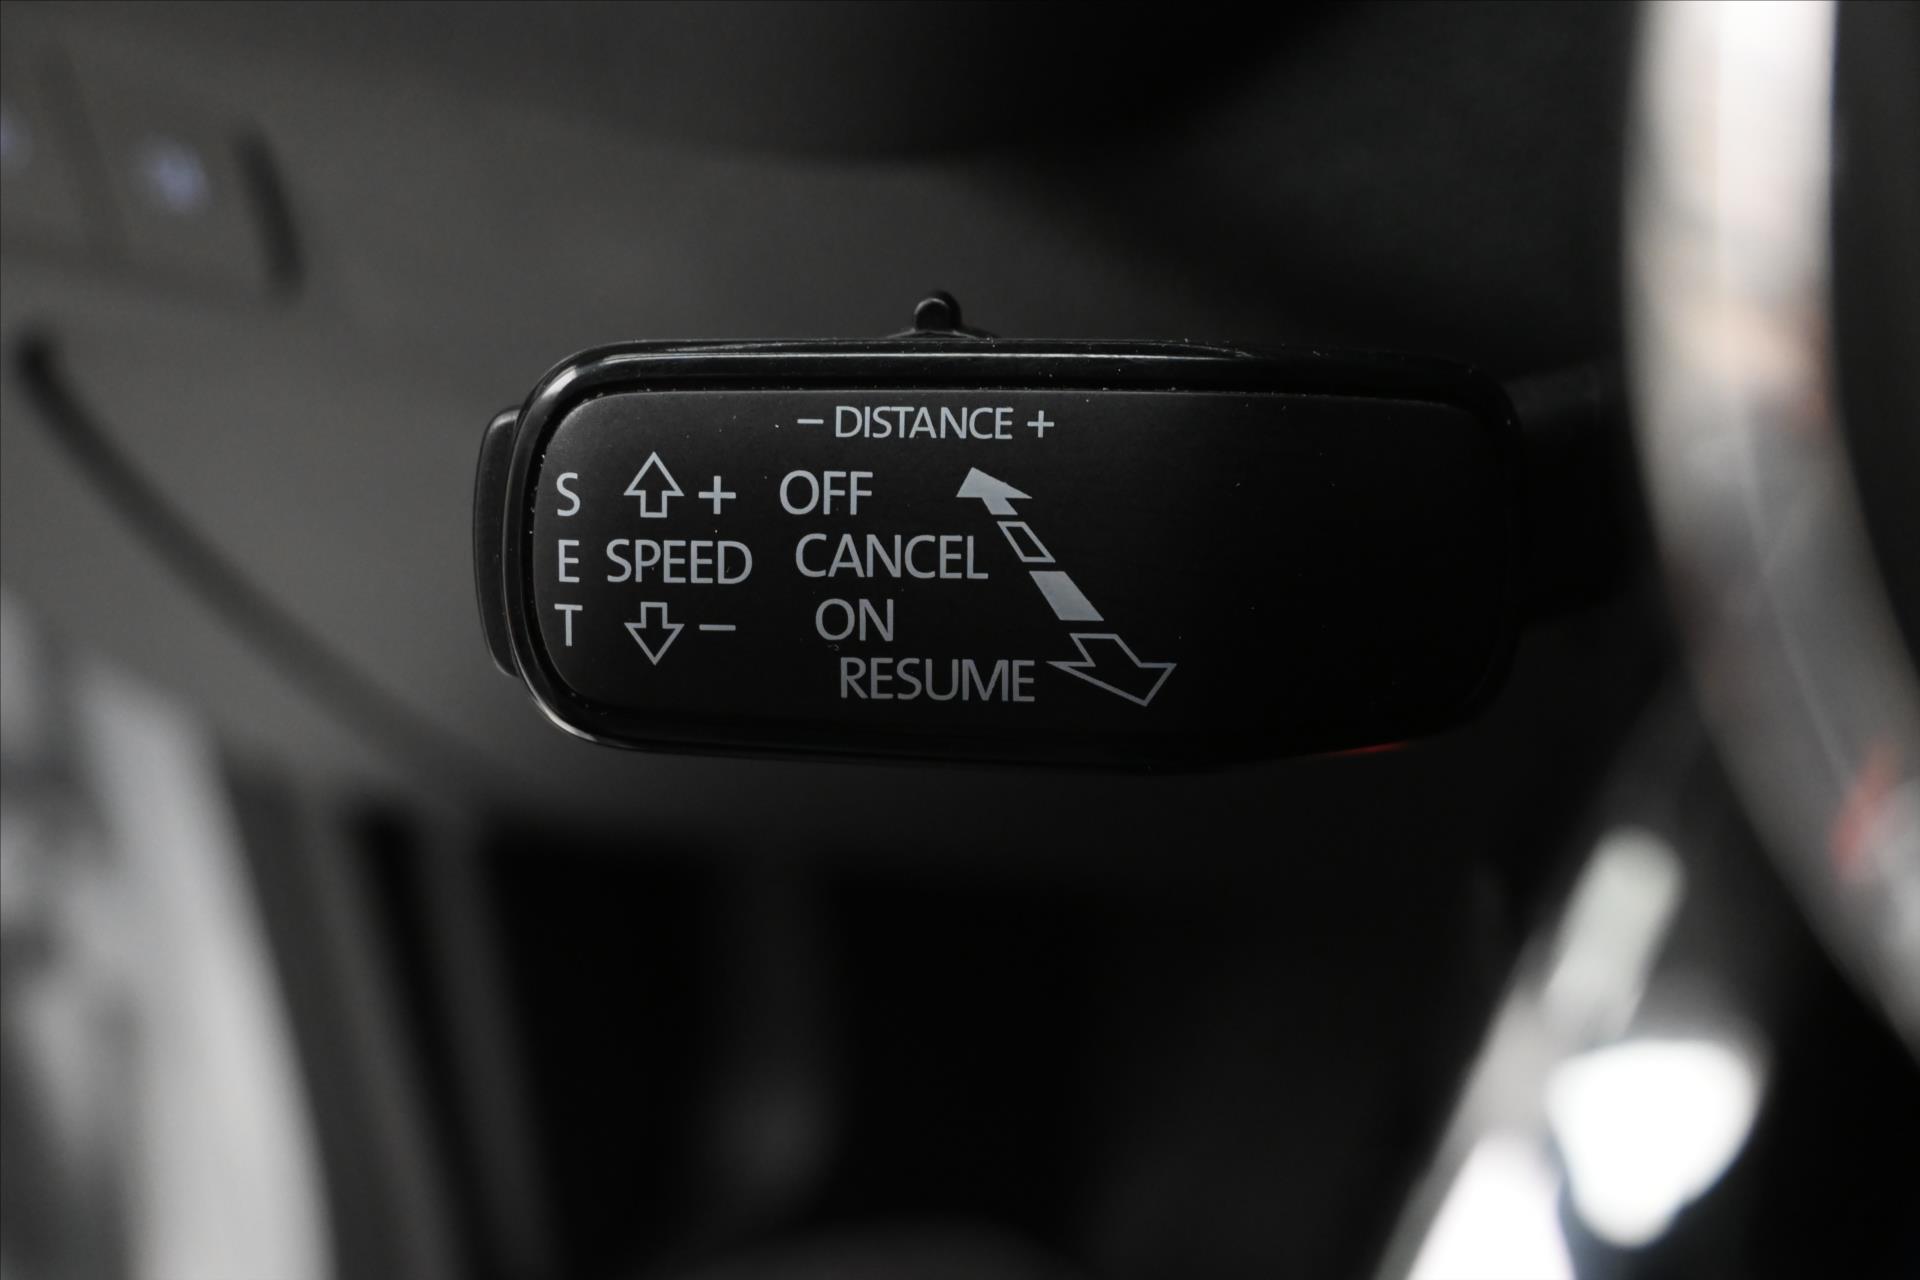 – DISTANCE +
S + OFF
E SPEED CANCEL
T – ON
RESUME